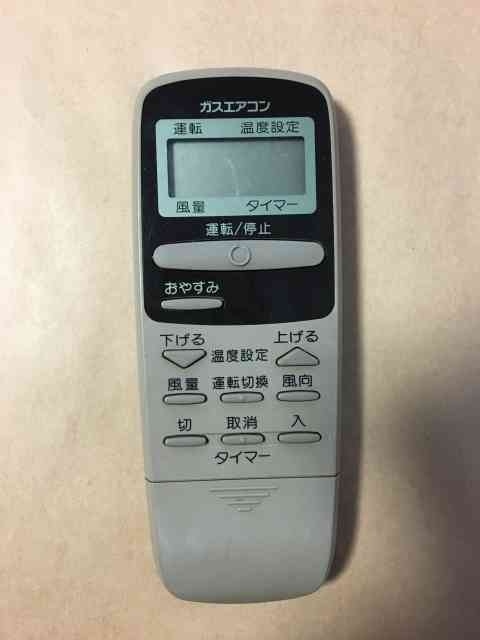 ガスエアコン
運転 温度設定
風量 タイマー
運転/停止
おやすみ
下げる 上げる
温度設定
風量 運転切換 風向
切 取消 入
タイマー